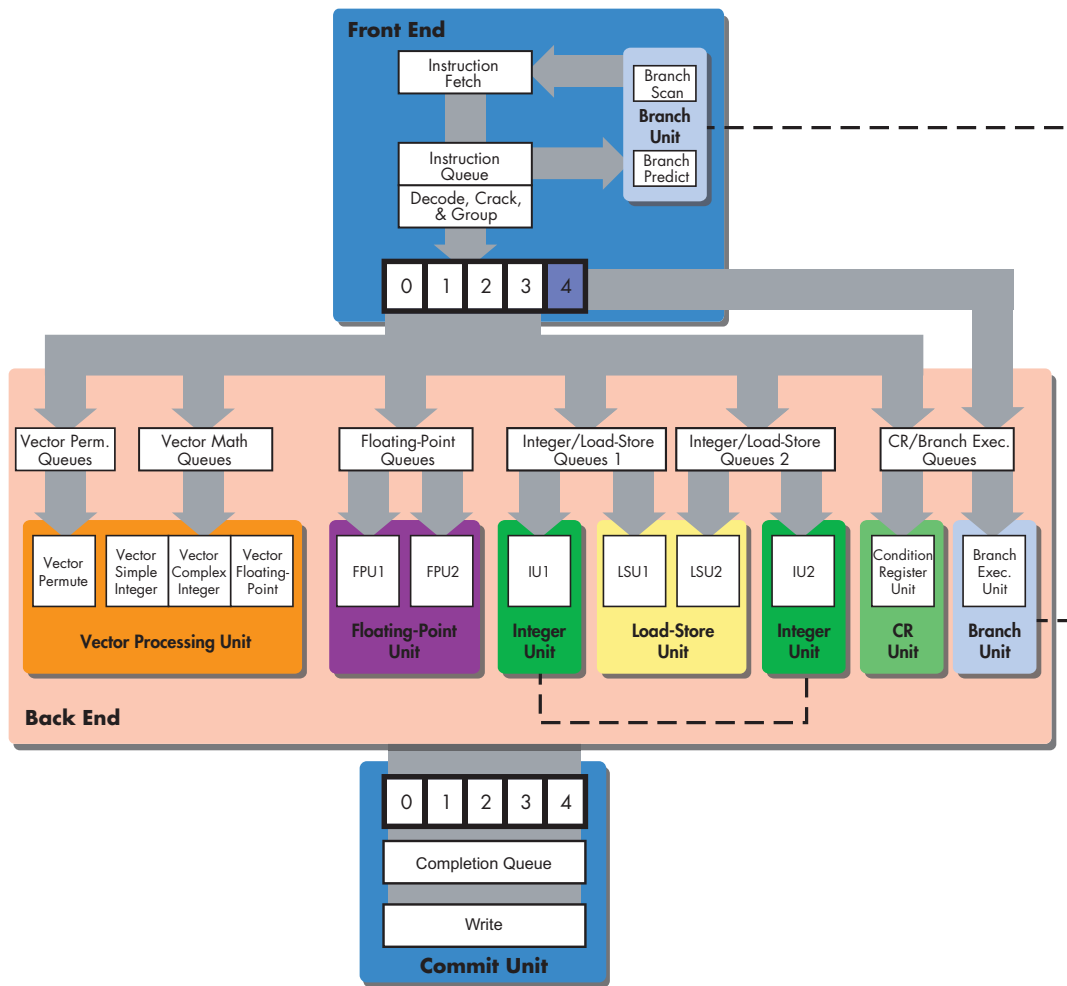 Front End
Instruction
Fetch
Branch
Scan
Branch
Unit
Branch
Predict
Instruction
Queue
Decode, Crack,
& Group
0 1 2 3 4
Vector Perm.
Queues
Vector Math
Queues
Floating-Point
Queues
Integer/Load-Store
Queues 1
Integer/Load-Store
Queues 2
CR/Branch Exec.
Queues
Vector
Permute
Vector
Simple
Integer
Vector
Complex
Integer
Vector
Floating-
Point
Vector Processing Unit
FPU1
FPU2
Floating-Point
Unit
IU1
Integer
Unit
LSU1
LSU2
Load-Store
Unit
IU2
Integer
Unit
Condition
Register
Unit
CR
Unit
Branch
Exec.
Unit
Branch
Unit
Back End
0 1 2 3 4
Completion Queue
Write
Commit Unit